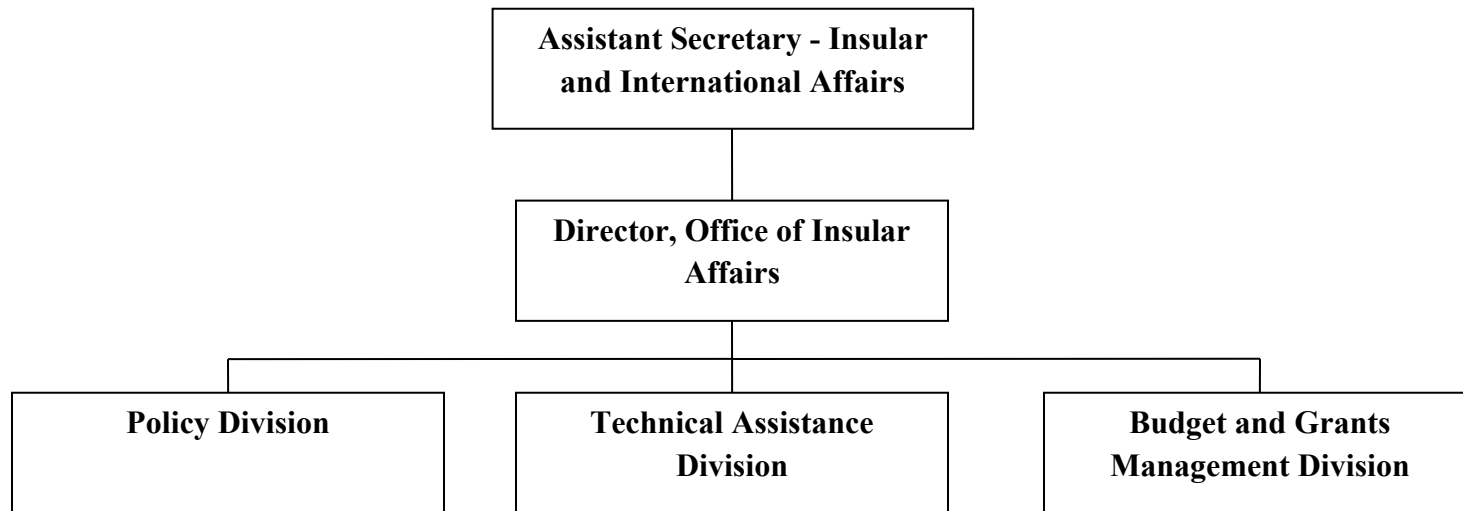 Assistant Secretary - Insular
and International Affairs
Director, Office of Insular
Affairs
Policy Division
Technical Assistance
Division
Budget and Grants
Management Division